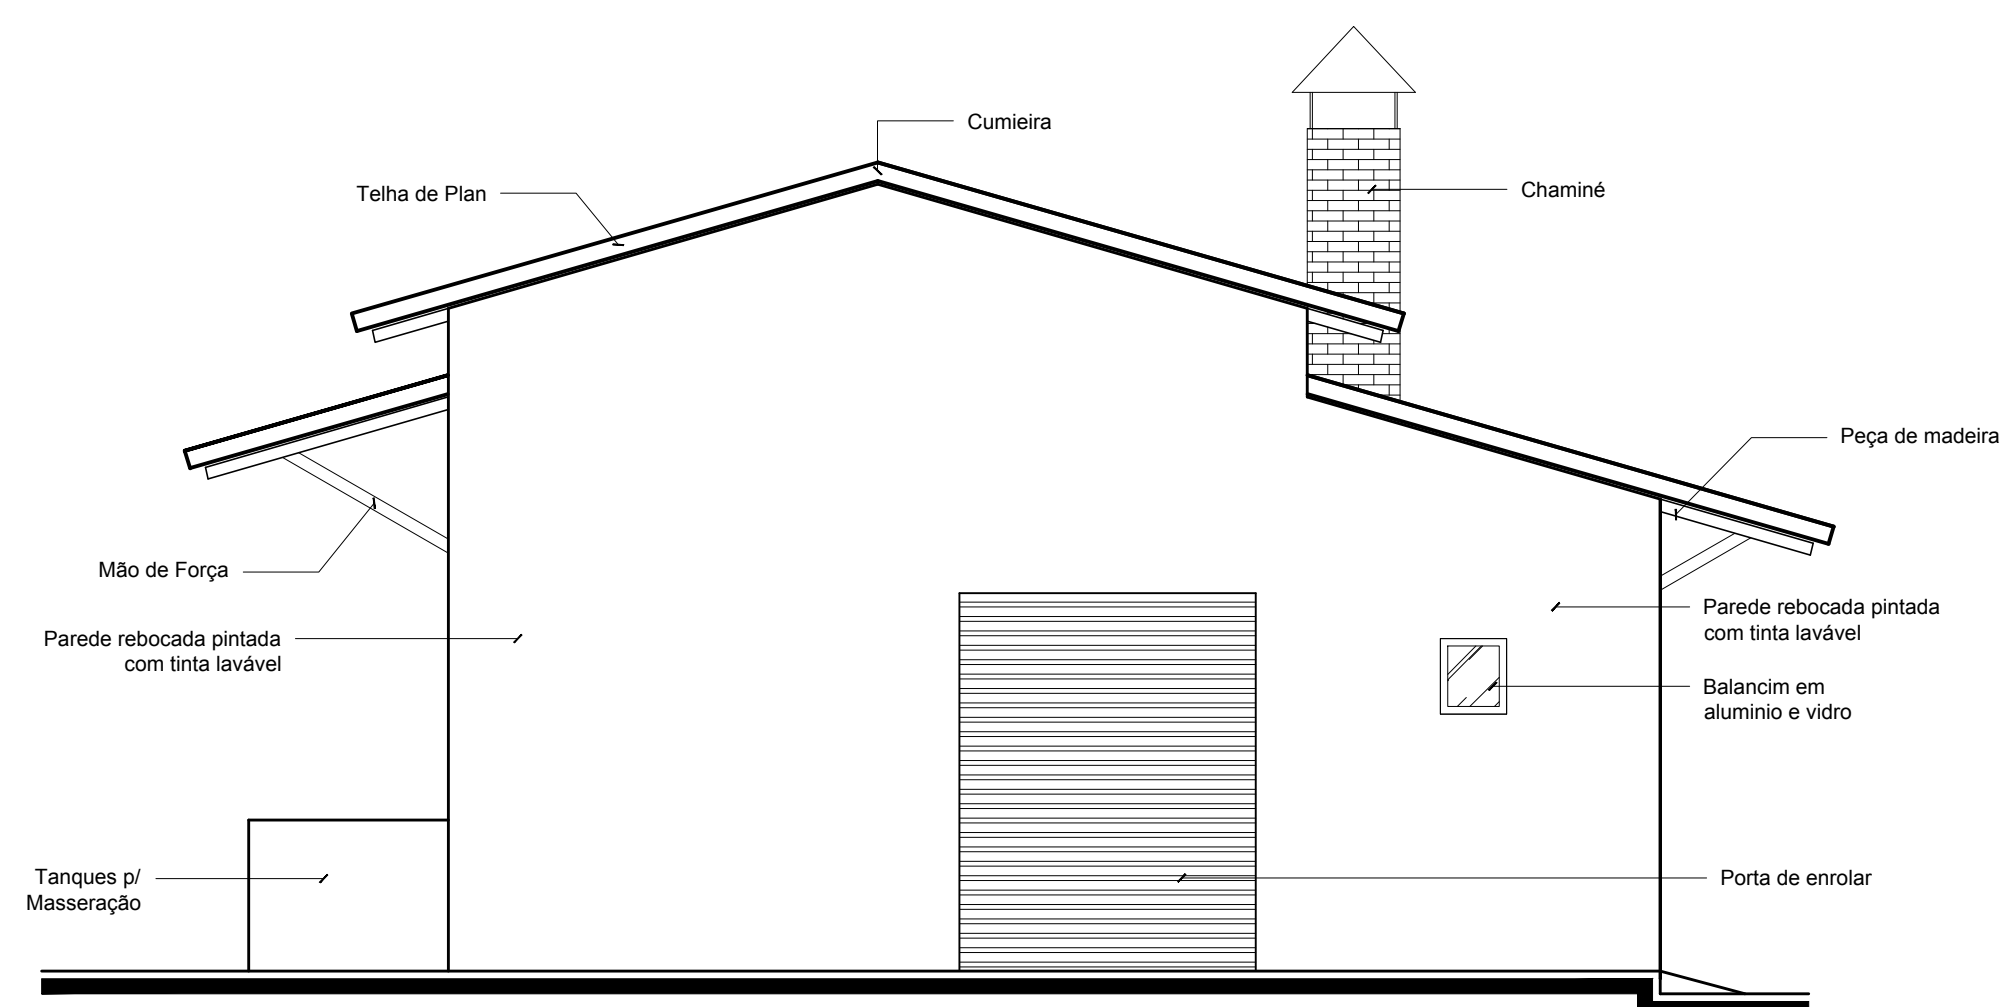 Cumieira
Telha de Plan
Chaminé
Peça de madeira
Mão de Força
Parede rebocada pintada
com tinta lavável
Parede rebocada pintada
com tinta lavável
Balancim em
aluminio e vidro
Tanques p/
Masseração
Porta de enrolar